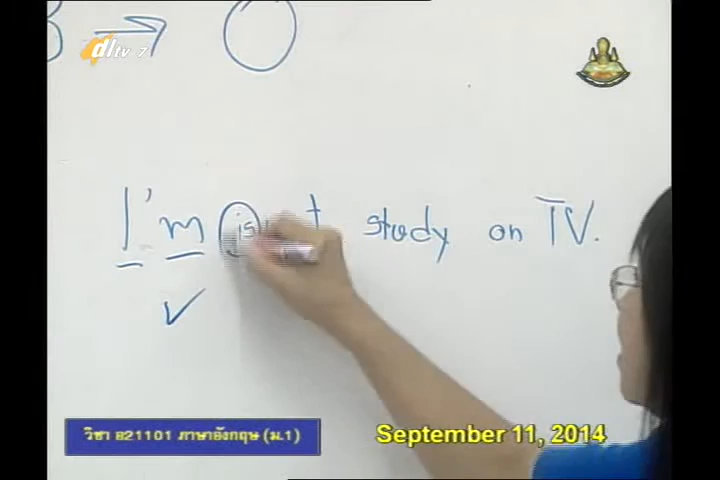 dltv 7
I'm is t study on TV.
วิชา อ21101 ภาษาอังกฤษ (ม.1)
September 11, 2014